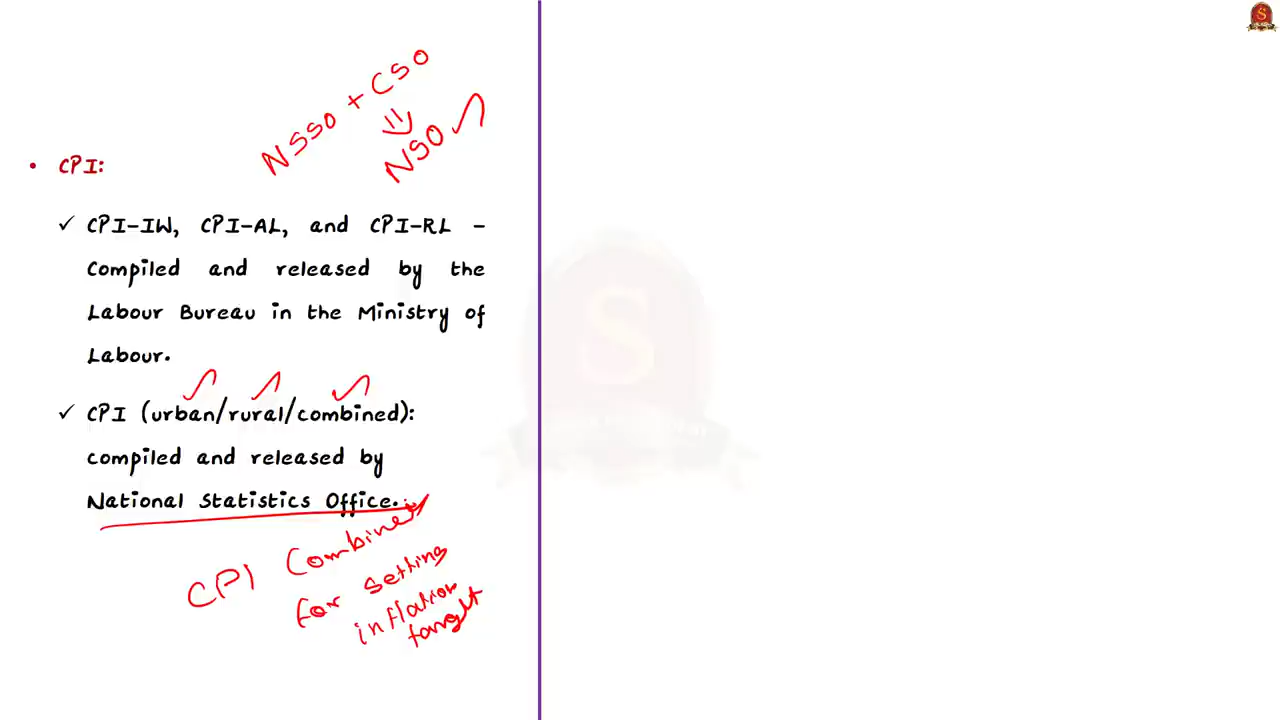 NSSO + CSO
NSO
• CPI:
✓ CPI-IW, CPI-AL, and CPI-RL -
Compiled and released by the
Labour Bureau in the Ministry of
Labour.
✓ CPI (urban/rural/combined):
compiled and released by
National Statistics Office.
CPI Combined
for setting
inflation
target
S